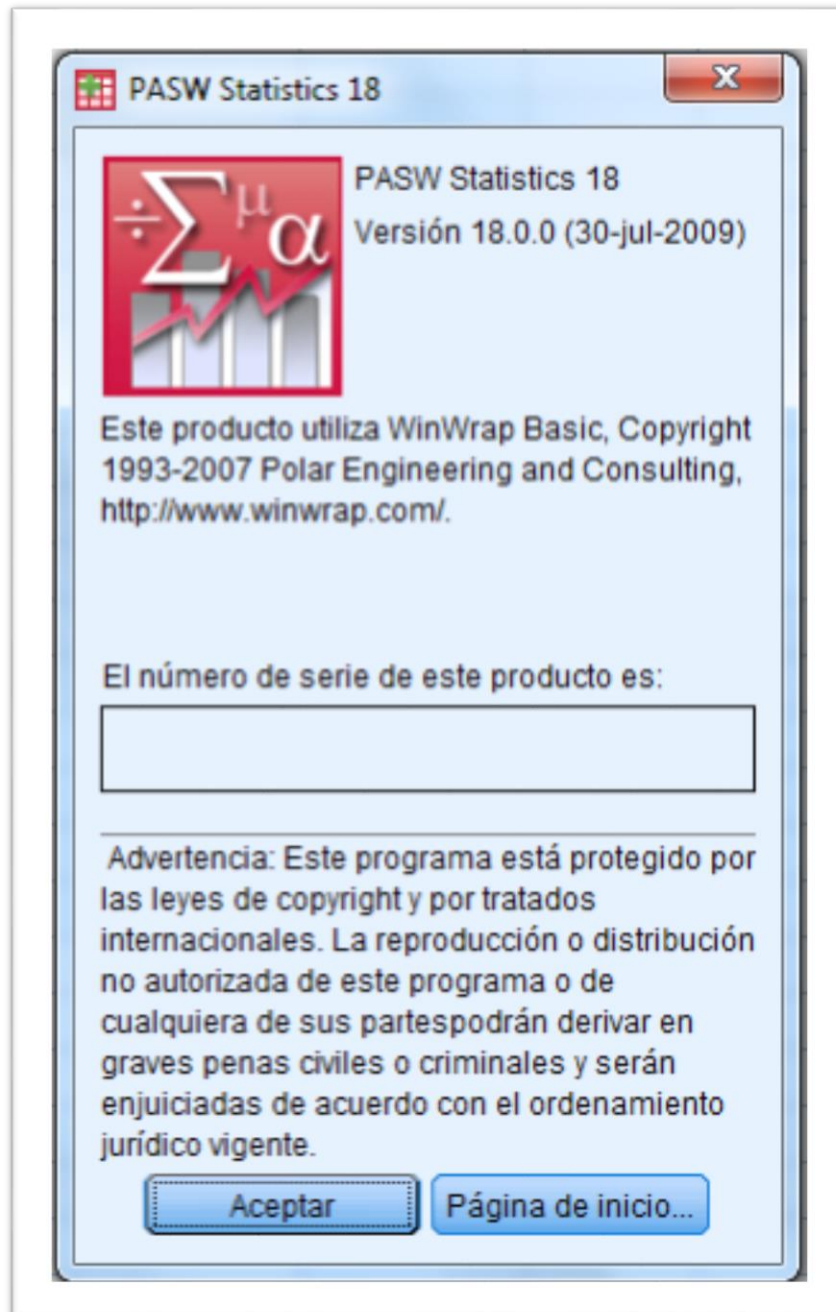 PASW Statistics 18
x
÷Σμα
PASW Statistics 18
Versión 18.0.0 (30-jul-2009)
Este producto utiliza WinWrap Basic, Copyright
1993-2007 Polar Engineering and Consulting,
http://www.winwrap.com/.
El número de serie de este producto es:
Advertencia: Este programa está protegido por
las leyes de copyright y por tratados
internacionales. La reproducción o distribución
no autorizada de este programa o de
cualquiera de sus partespodrán derivar en
graves penas civiles o criminales y serán
enjuiciadas de acuerdo con el ordenamiento
jurídico vigente.
Aceptar
Página de inicio...